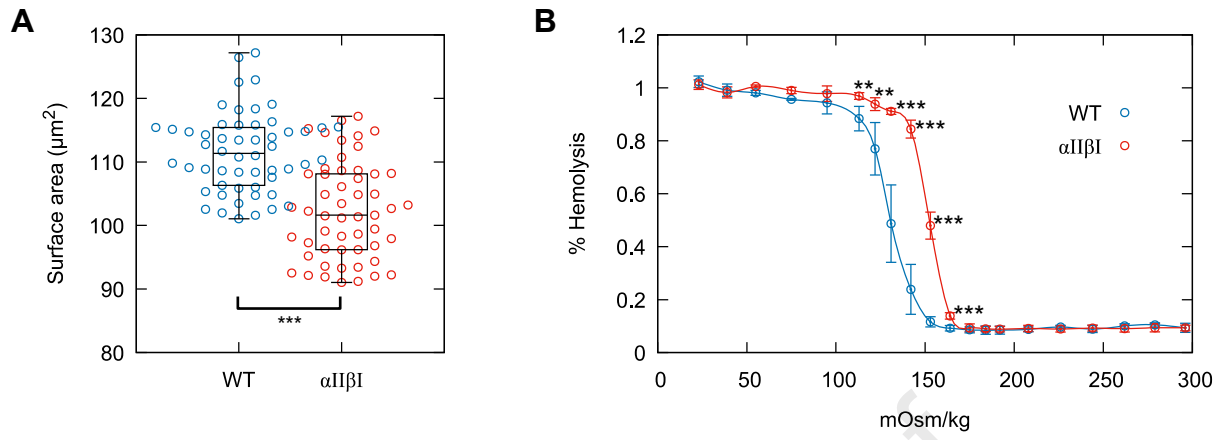 A
Surface area (μm²)
130
120
110
100
90
80
***
WT
αIIβI
B
% Hemolysis
1.2
1
0.8
0.6
0.4
0.2
0
**
**
***
***
***
***
WT
αIIβI
0
50
100
150
200
250
300
mOsm/kg
f